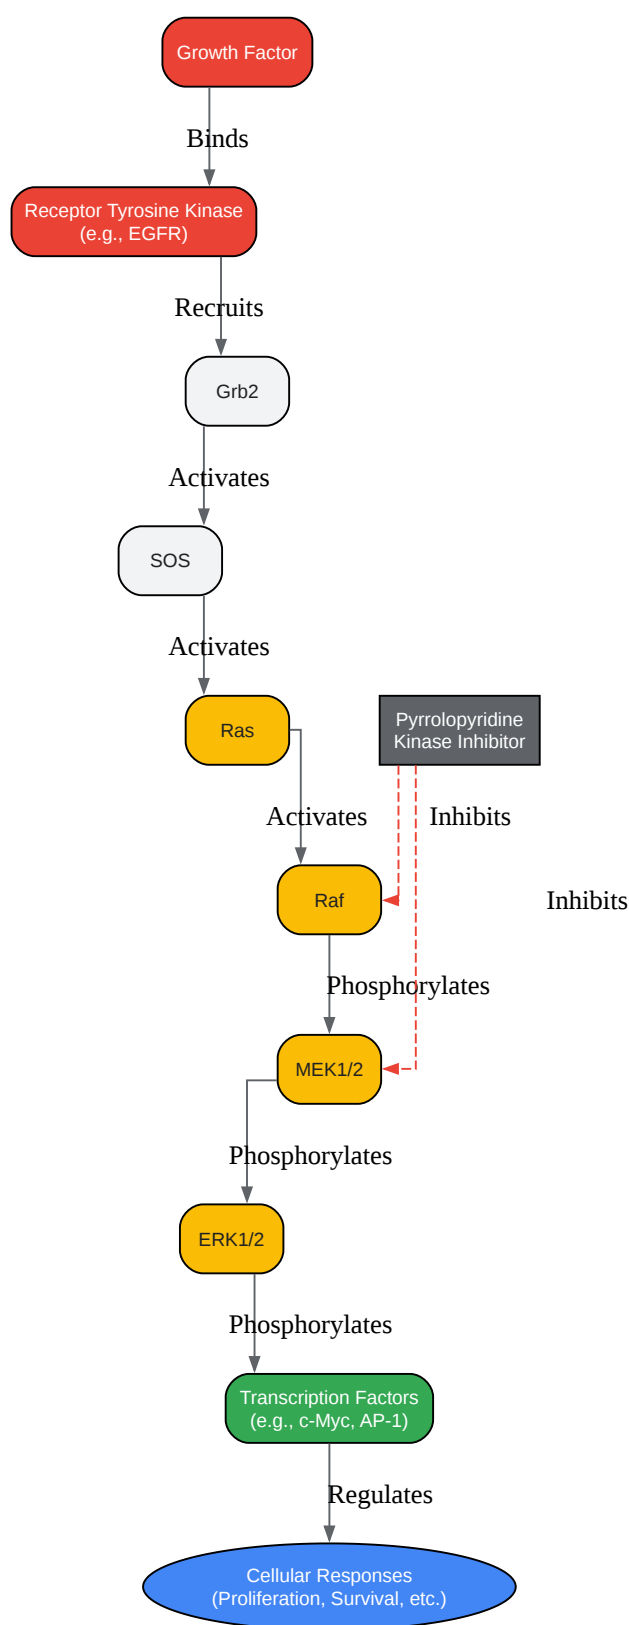 Growth Factor
Binds
Receptor Tyrosine Kinase
(e.g., EGFR)
Recruits
Grb2
Activates
SOS
Activates
Ras
Pyrrolopyridine
Kinase Inhibitor
Activates
Inhibits
Raf
Inhibits
Phosphorylates
MEK1/2
Phosphorylates
ERK1/2
Phosphorylates
Transcription Factors
(e.g., c-Myc, AP-1)
Regulates
Cellular Responses
(Proliferation, Survival, etc.)